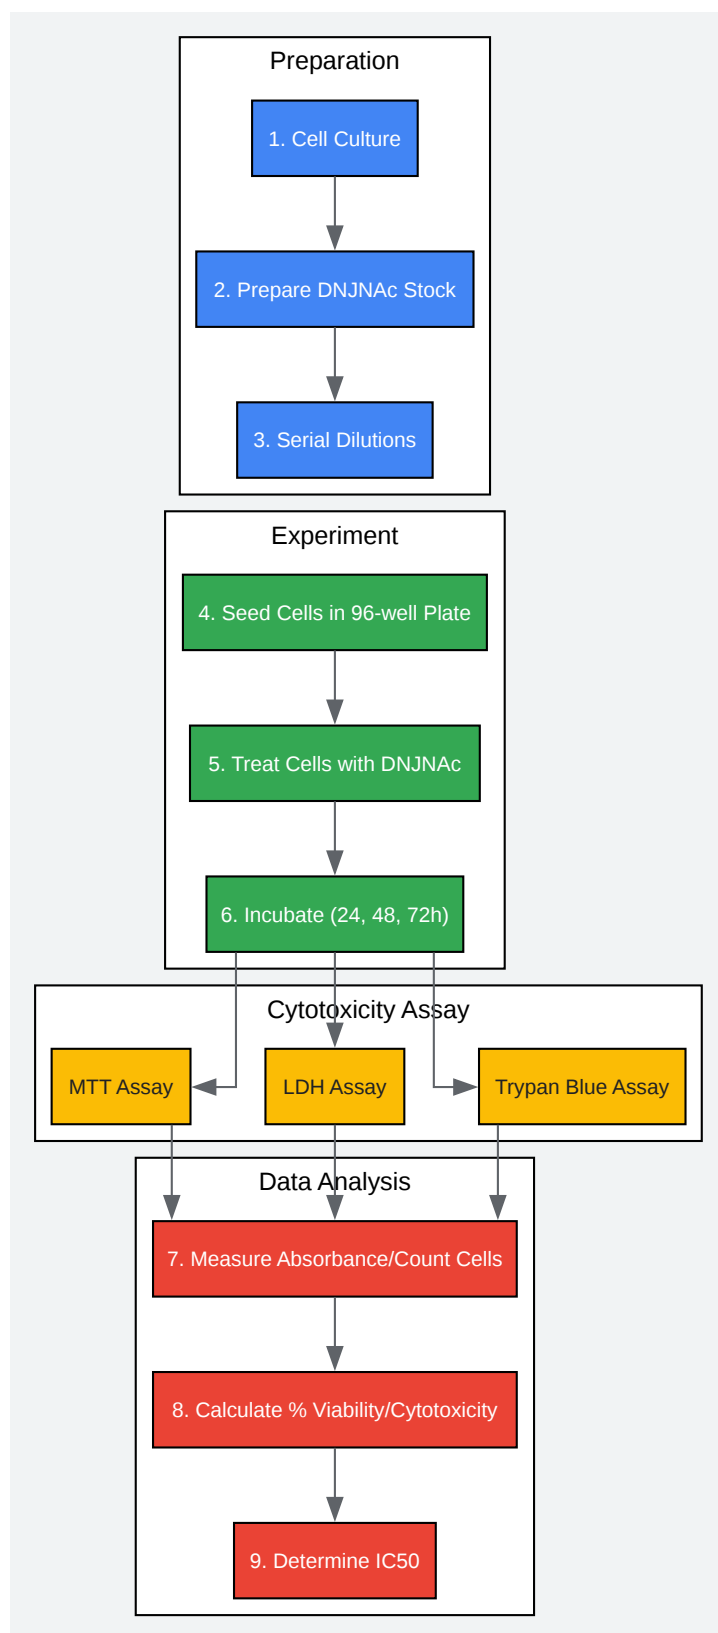 Preparation
1. Cell Culture
2. Prepare DNJNAc Stock
3. Serial Dilutions
Experiment
4. Seed Cells in 96-well Plate
5. Treat Cells with DNJNAc
6. Incubate (24, 48, 72h)
Cytotoxicity Assay
MTT Assay
LDH Assay
Trypan Blue Assay
Data Analysis
7. Measure Absorbance/Count Cells
8. Calculate % Viability/Cytotoxicity
9. Determine IC50